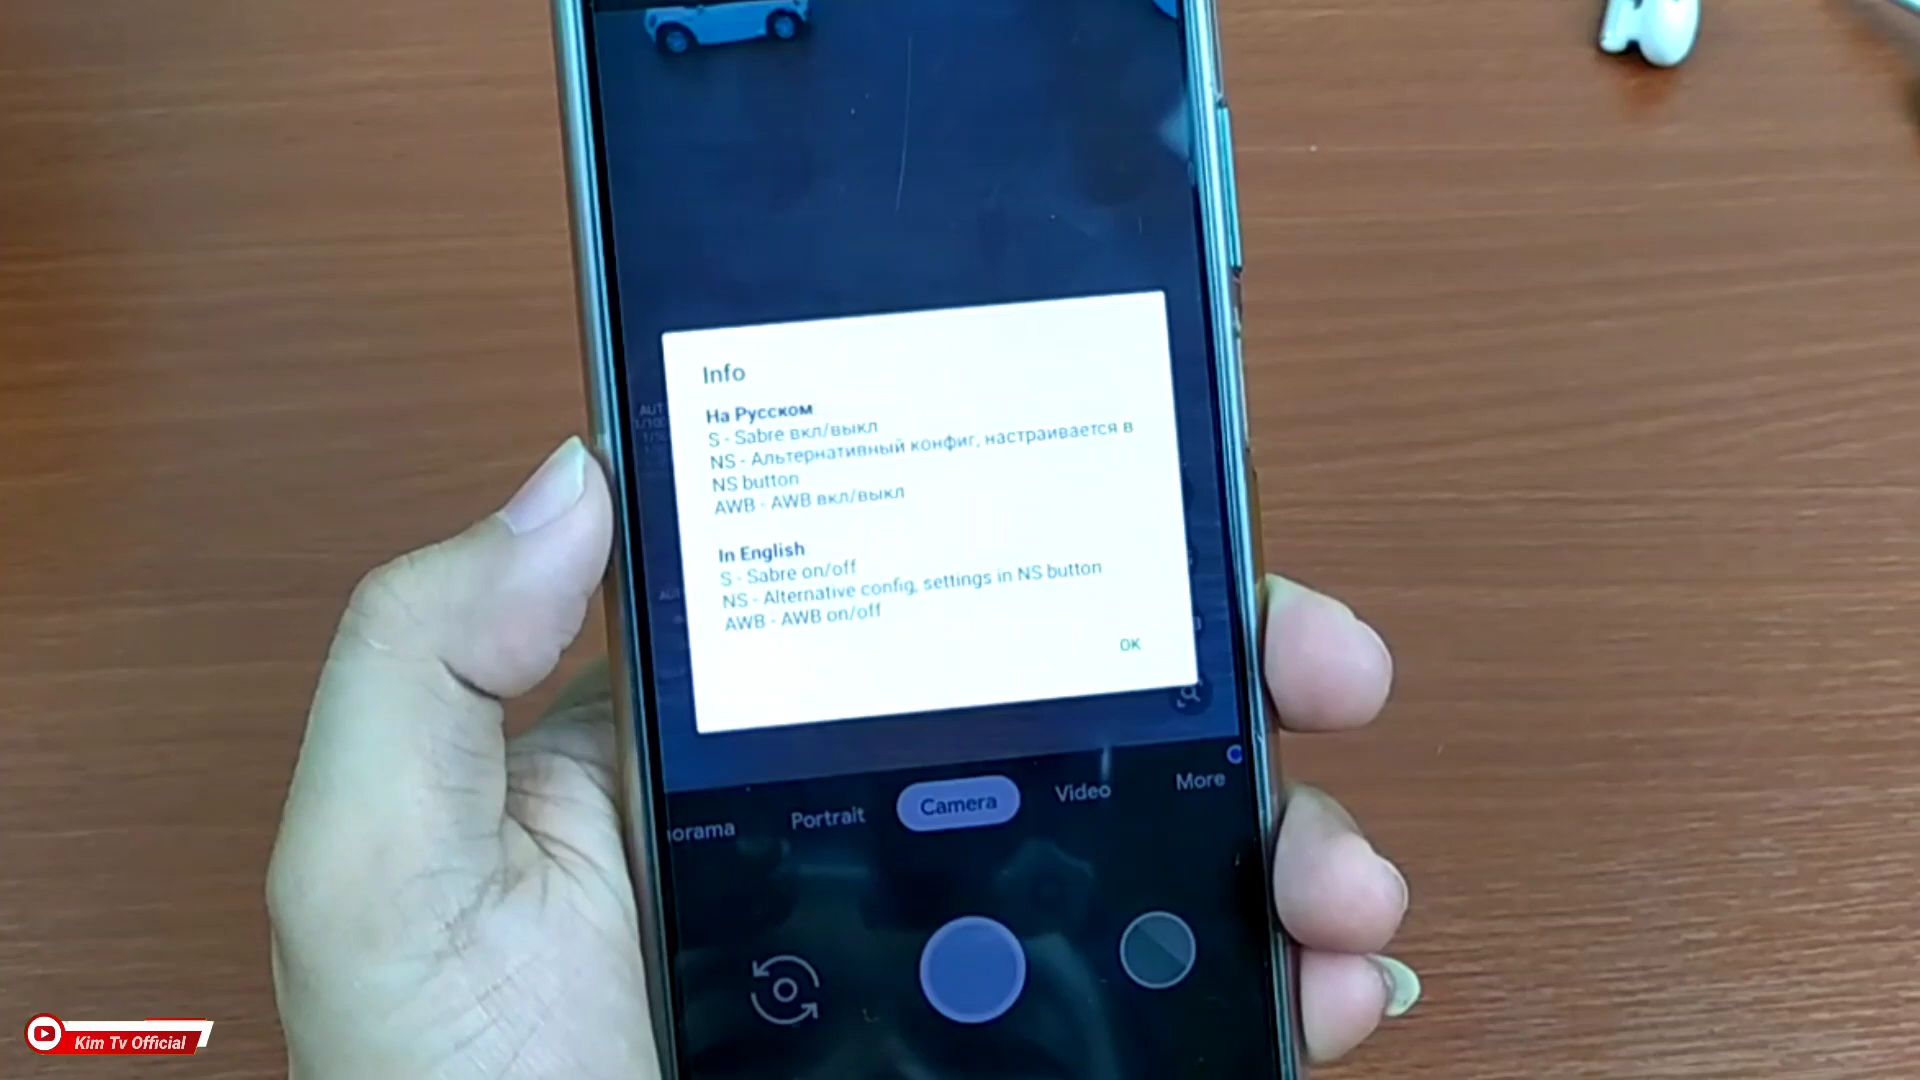 Info
На Русском
S - Sabre вкл/выкл
NS - Альтернативный конфиг, настраивается в
NS button
AWB - AWB вкл/выкл
In English
S - Sabre on/off
NS - Alternative config, settings in NS button
AWB - AWB on/off
OK
orama
Portrait
Camera
Video
More
Kim Tv Official